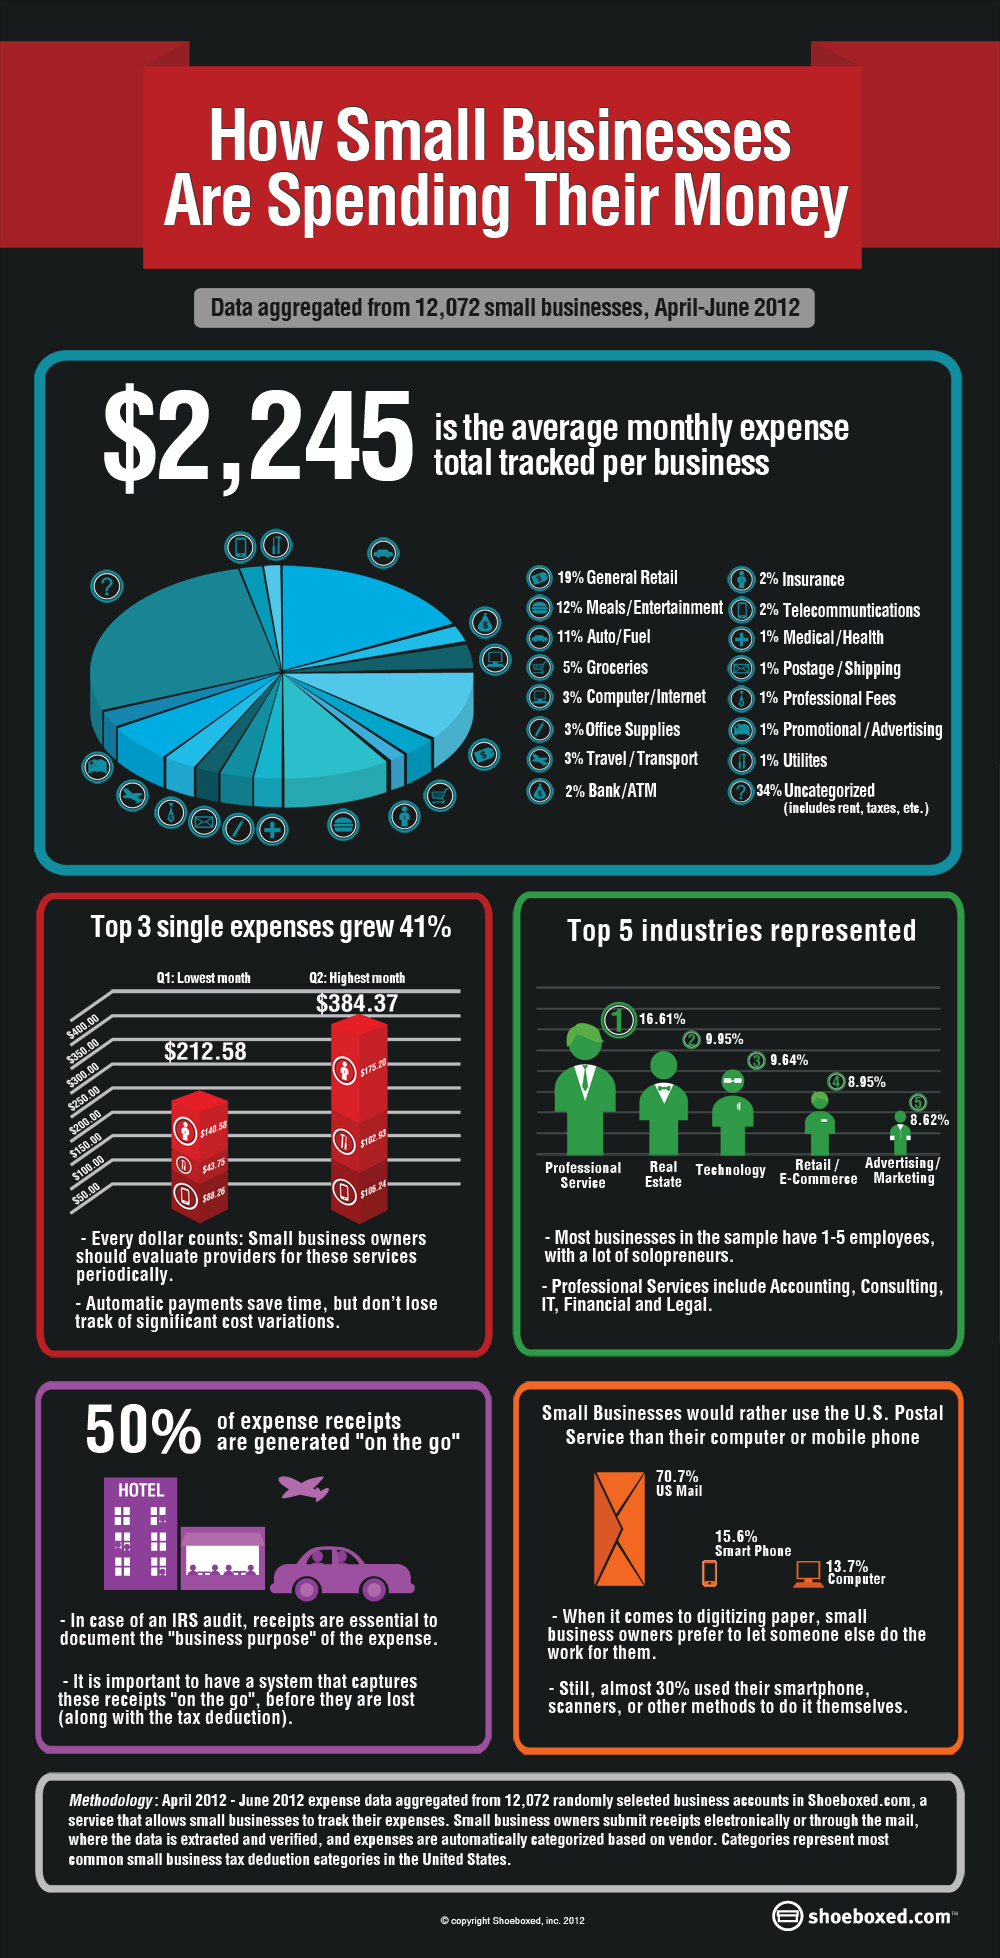 How Small Businesses
Are Spending Their Money
Data aggregated from 12,072 small businesses, April-June 2012
$2,245
is the average monthly expense
total tracked per business
?
19% General Retail
12% Meals/Entertainment
11% Auto/Fuel
5% Groceries
3% Computer/Internet
3% Office Supplies
3% Travel / Transport
2% Bank/ATM
2% Insurance
2% Telecommuntications
1% Medical/Health
1% Postage / Shipping
1% Professional Fees
1% Promotional / Advertising
1% Utilites
? 34% Uncategorized
(includes rent, taxes, etc.)
Top 3 single expenses grew 41%
Q1: Lowest month
Q2: Highest month
$384.37
$212.58
$400.00
$350.00
$300.00
$250.00
$200.00
$150.00
$100.00
$50.00
$140.58
$43.75
$88.26
$175.20
$102.93
$106.24
- Every dollar counts: Small business owners
should evaluate providers for these services
periodically.
- Automatic payments save time, but don't lose
track of significant cost variations.
Top 5 industries represented
1 16.61%
2 9.95%
3 9.64%
4 8.95%
5
8.62%
Professional
Service
Real
Estate
Technology
Retail /
E-Commerce
Advertising/
Marketing
- Most businesses in the sample have 1-5 employees,
with a lot of solopreneurs.
- Professional Services include Accounting, Consulting,
IT, Financial and Legal.
50%
of expense receipts
are generated "on the go"
HOTEL
- In case of an IRS audit, receipts are essential to
document the "business purpose" of the expense.
- It is important to have a system that captures
these receipts "on the go", before they are lost
(along with the tax deduction).
Small Businesses would rather use the U.S. Postal
Service than their computer or mobile phone
70.7%
US Mail
15.6%
Smart Phone
13.7%
Computer
- When it comes to digitizing paper, small
business owners prefer to let someone else do the
work for them.
- Still, almost 30% used their smartphone,
scanners, or other methods to do it themselves.
Methodology: April 2012 - June 2012 expense data aggregated from 12,072 randomly selected business accounts in Shoeboxed.com, a
service that allows small businesses to track their expenses. Small business owners submit receipts electronically or through the mail,
where the data is extracted and verified, and expenses are automatically categorized based on vendor. Categories represent most
common small business tax deduction categories in the United States.
© copyright Shoeboxed, inc. 2012
shoeboxed.com™